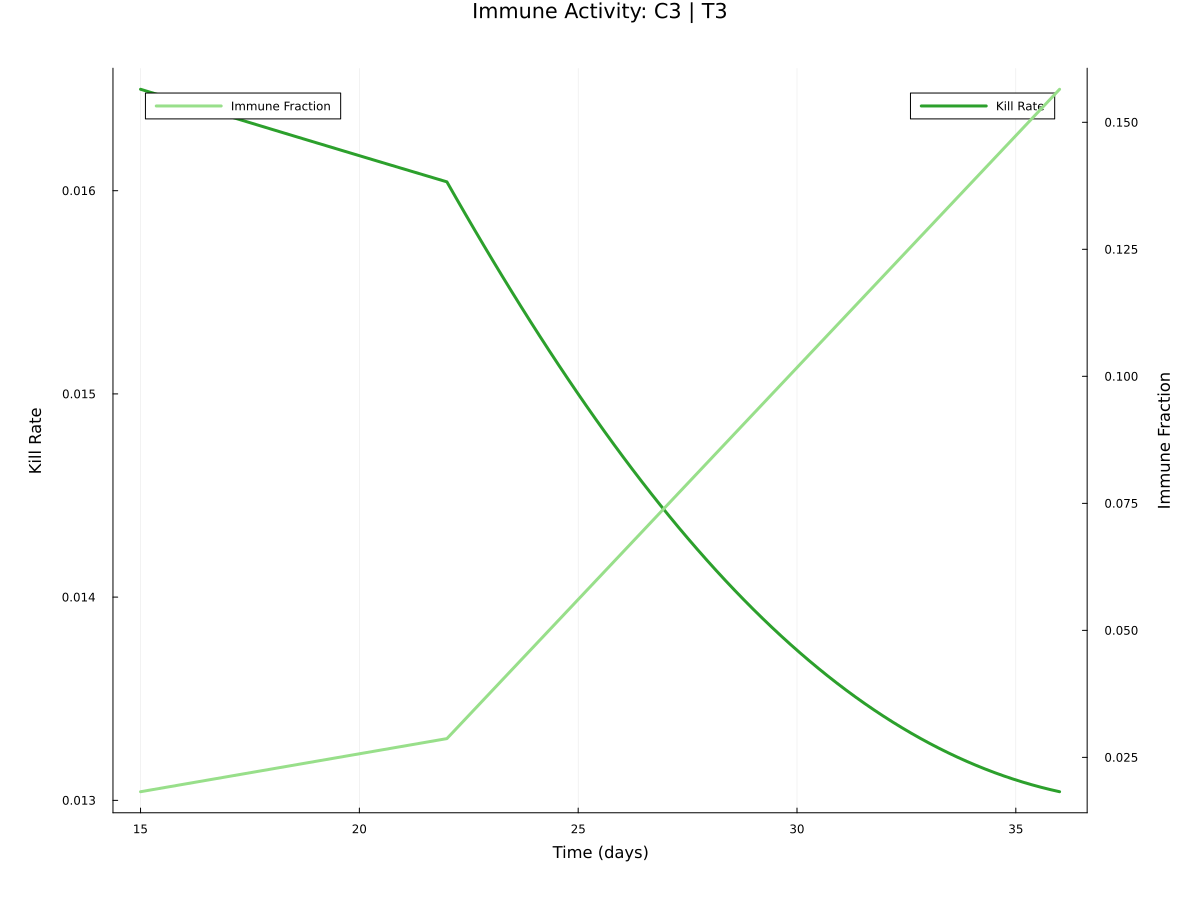 Immune Activity: C3 | T3
Immune Fraction
Kill Rate
0.016
0.015
0.014
0.013
Kill Rate
0.150
0.125
0.100
0.075
0.050
0.025
Immune Fraction
15 20 25 30 35
Time (days)